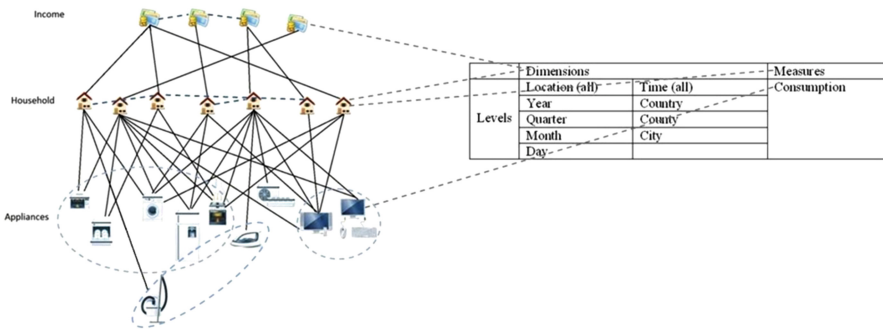 Income
Household
Appliances
Dimensions Measures
Levels
Location (all) Time (all) Consumption
Year Country
Quarter County
Month City
Day